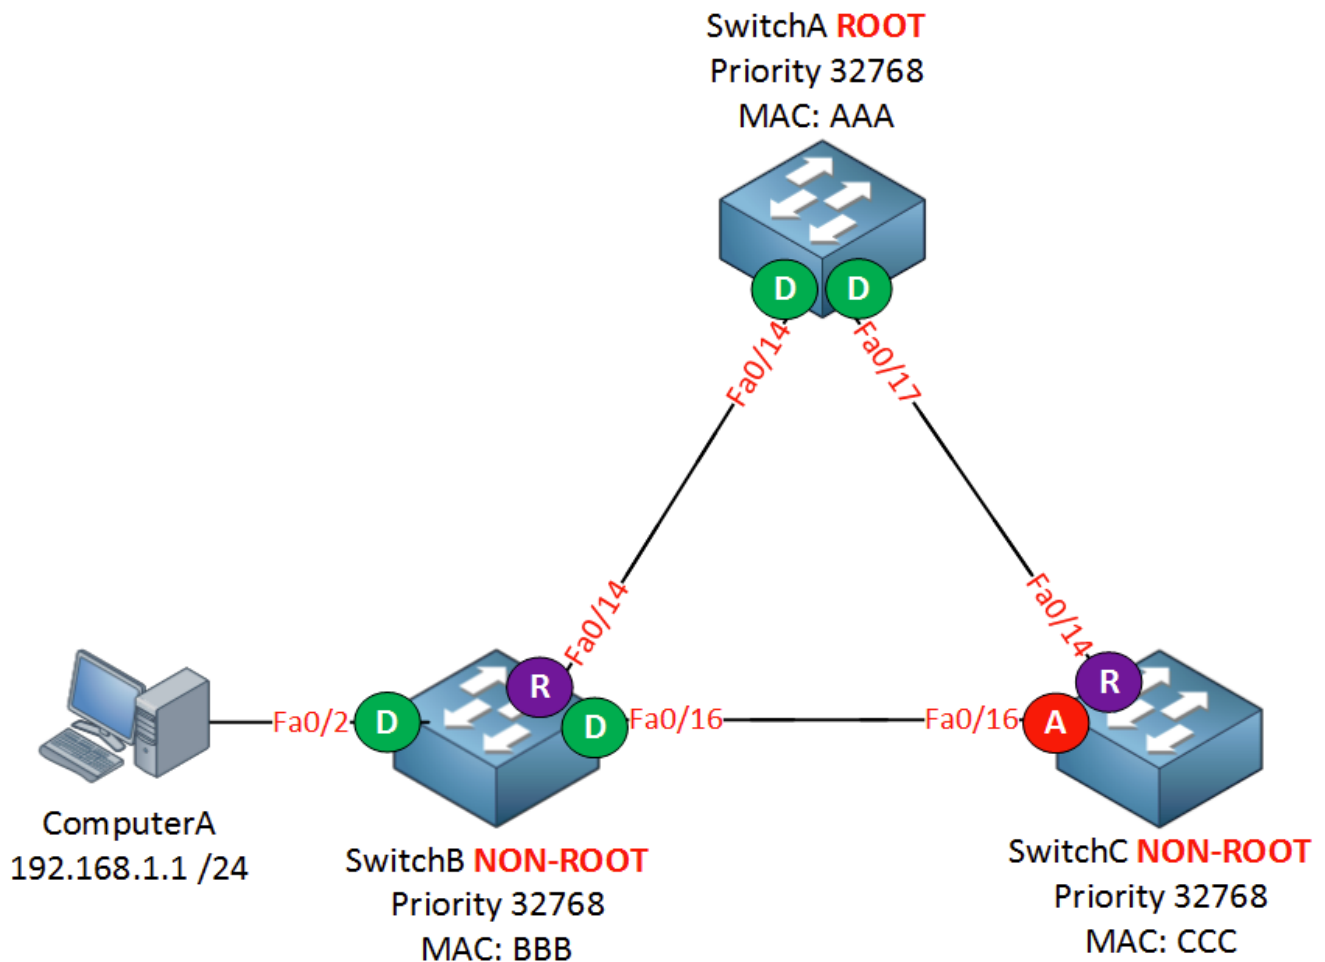 SwitchA ROOT
Priority 32768
MAC: AAA
D
D
Fa0/14
Fa0/17
Fa0/14
Fa0/14
R
R
Fa0/2
D
D
Fa0/16
Fa0/16
A
ComputerA
192.168.1.1 /24
SwitchB NON-ROOT
Priority 32768
MAC: BBB
SwitchC NON-ROOT
Priority 32768
MAC: CCC